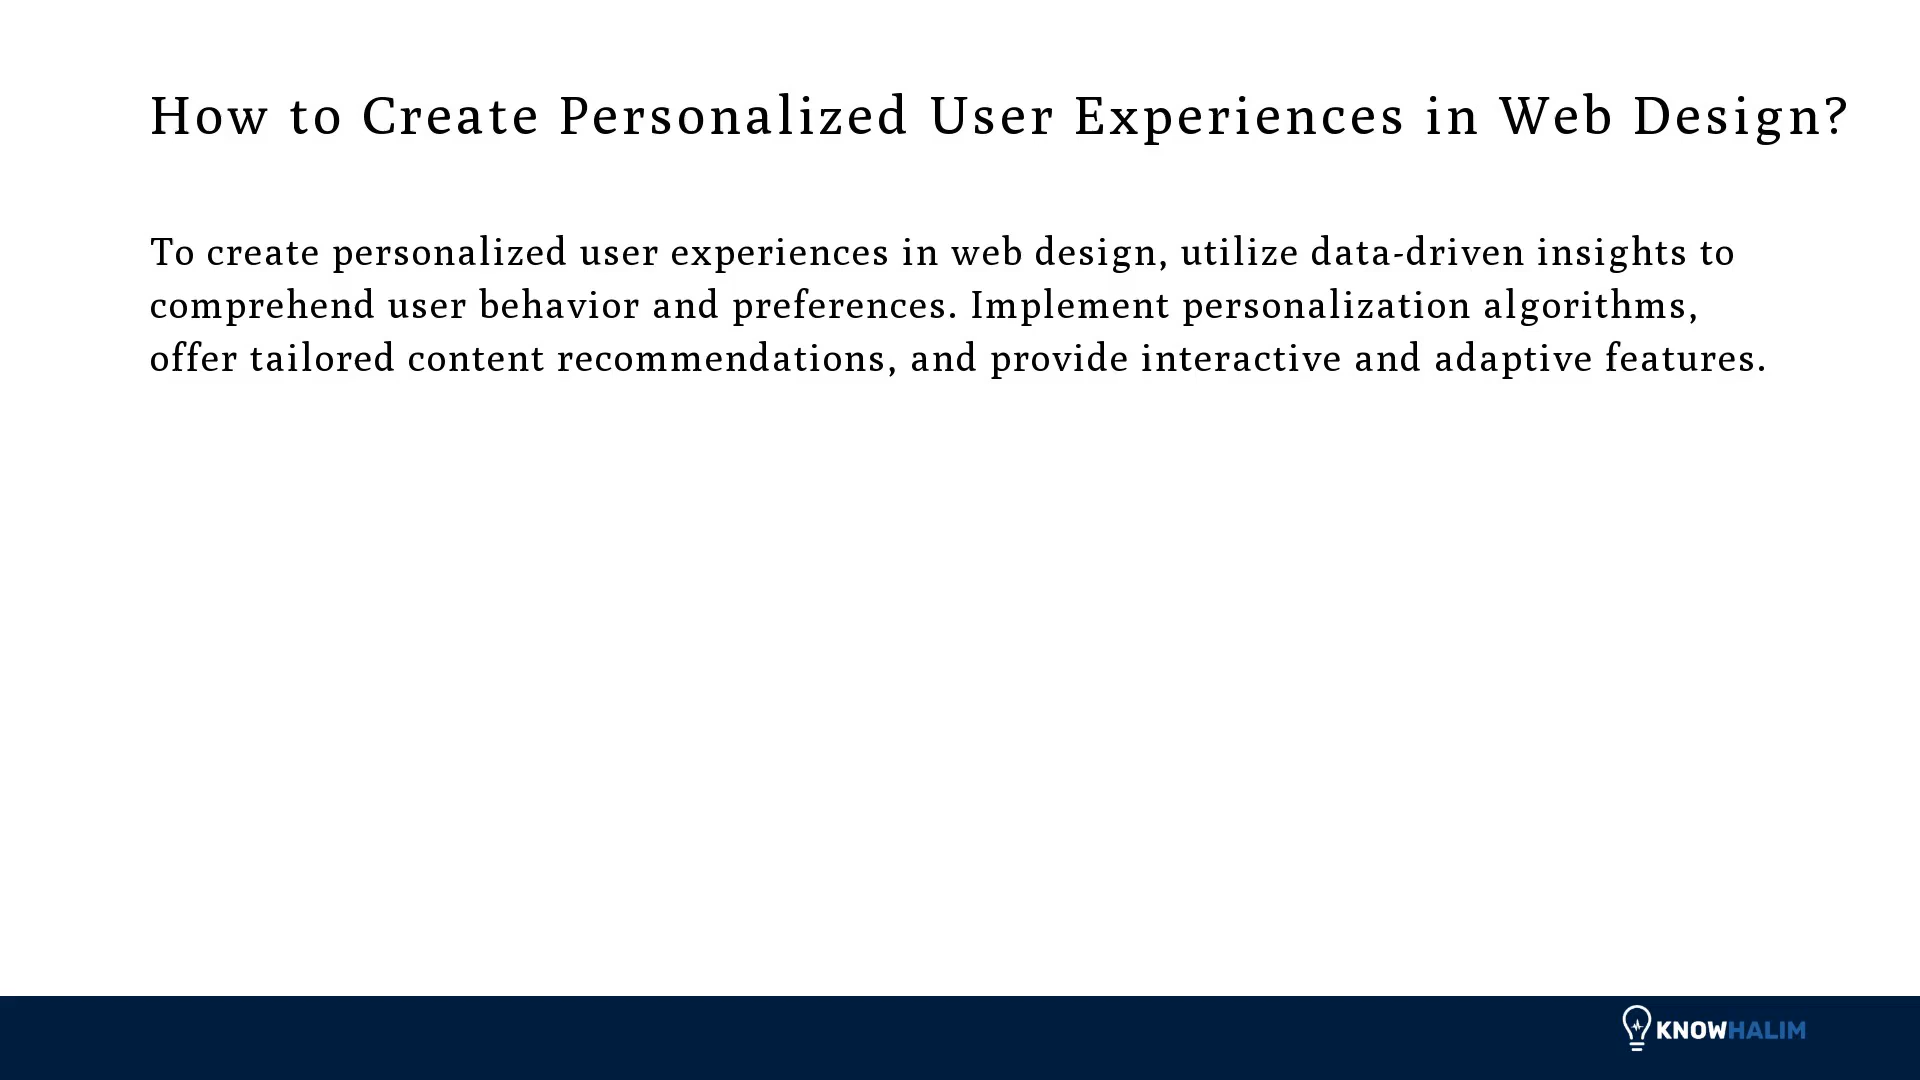 How to Create Personalized User Experiences in Web Design?
To create personalized user experiences in web design, utilize data-driven insights to
comprehend user behavior and preferences. Implement personalization algorithms,
offer tailored content recommendations, and provide interactive and adaptive features.
KNOWHALIM